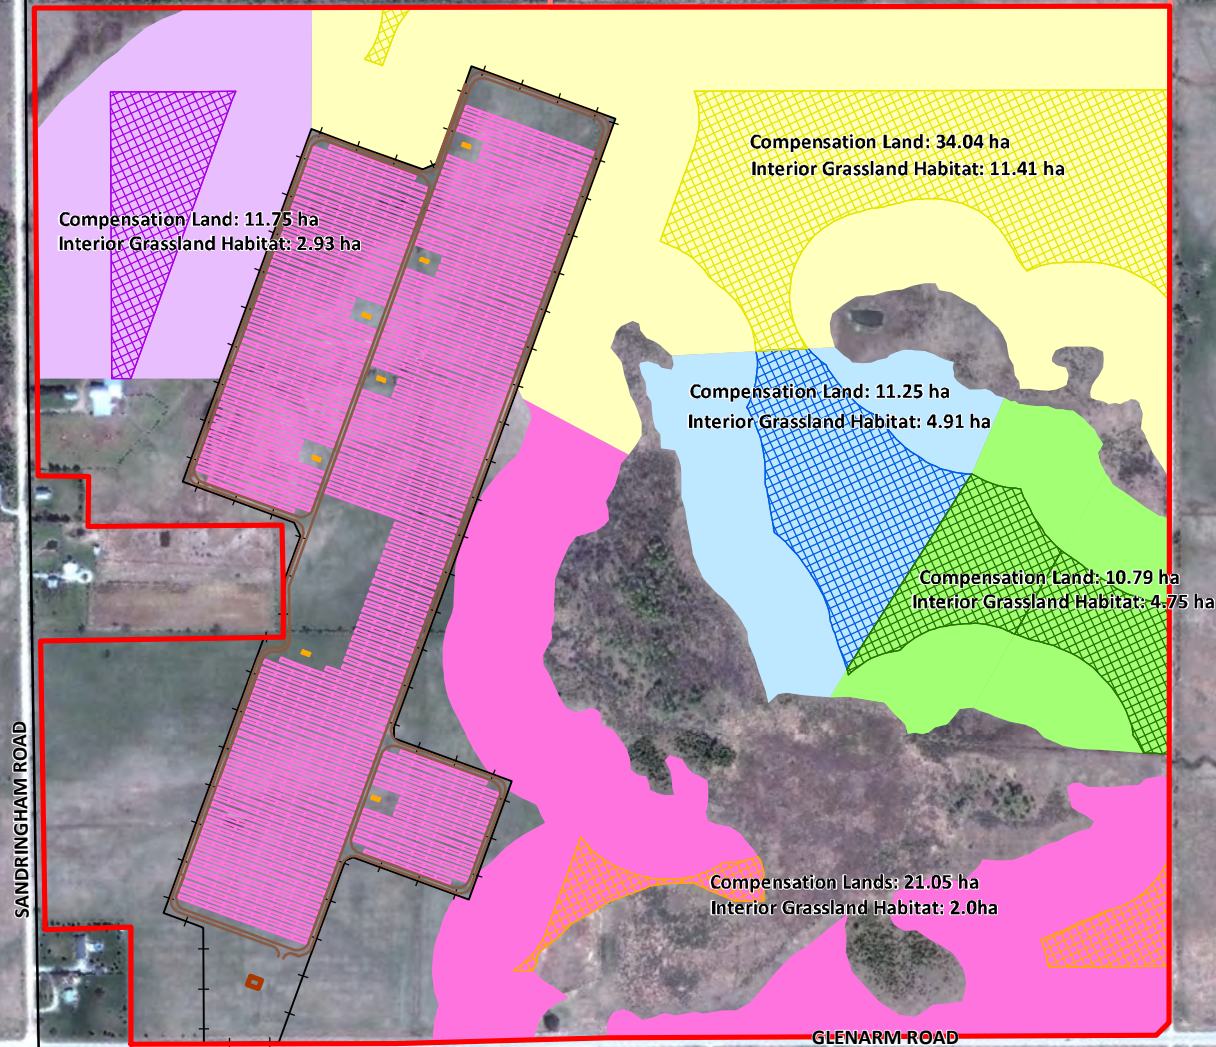 Compensation Land: 34.04 ha
Interior Grassland Habitat: 11.41 ha
Compensation Land: 11.75 ha
Interior Grassland Habitat: 2.93 ha
Compensation Land: 11.25 ha
Interior Grassland Habitat: 4.91 ha
Compensation Land: 10.79 ha
Interior Grassland Habitat: 4.75 ha
SANDRINGHAM ROAD
Compensation Lands: 21.05 ha
Interior Grassland Habitat: 2.0ha
GLENARM ROAD